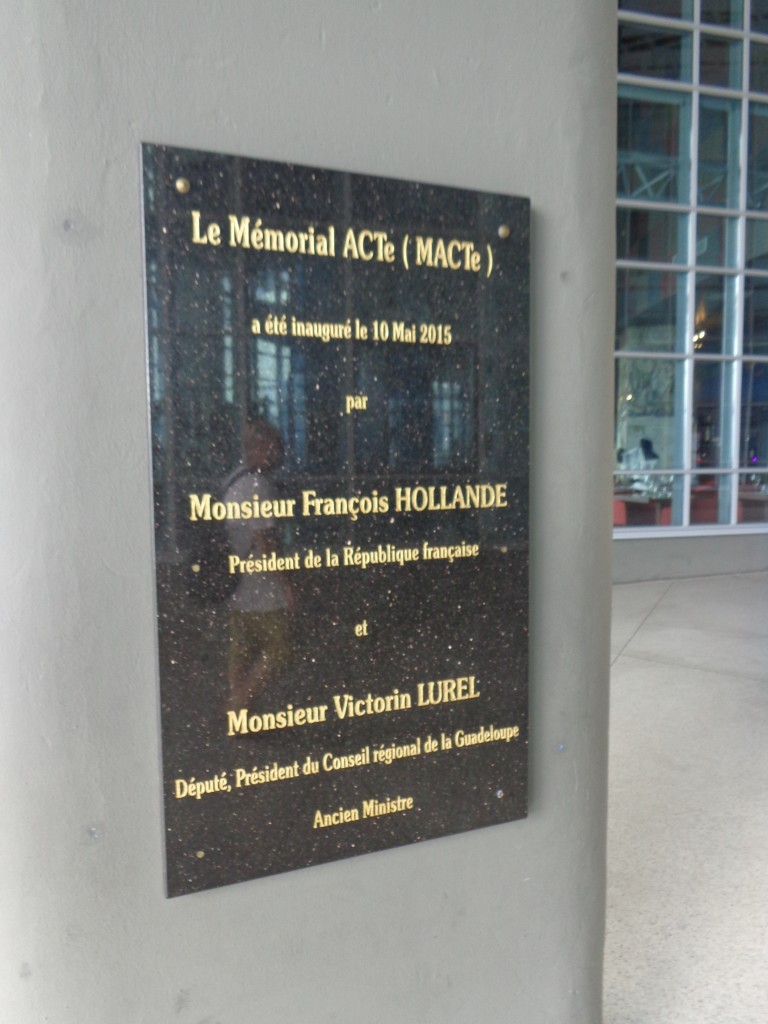 Le Mémorial ACTe ( MACTe )
a été inauguré le 10 Mai 2015
par
Monsieur François HOLLANDE
Président de la République française
et
Monsieur Victorin LUREL
Député, Président du Conseil régional de la Guadeloupe
Ancien Ministre